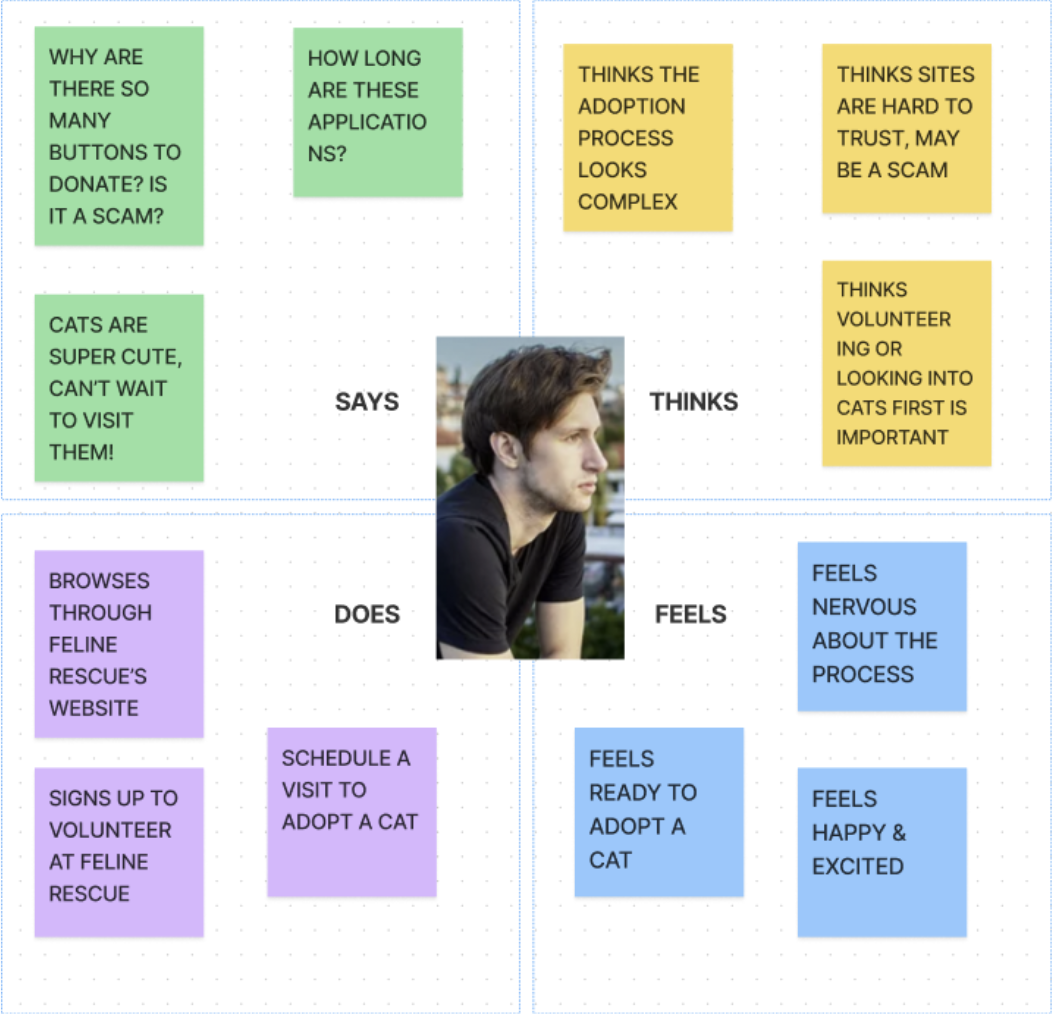 WHY ARE
THERE SO
MANY
BUTTONS TO
DONATE? IS
IT A SCAM?
HOW LONG
ARE THESE
APPLICATIO
NS?
CATS ARE
SUPER CUTE,
CAN'T WAIT
TO VISIT
THEM!
SAYS
THINKS THE
ADOPTION
PROCESS
LOOKS
COMPLEX
THINKS SITES
ARE HARD TO
TRUST, MAY
BE A SCAM
THINKS
VOLUNTEER
ING OR
LOOKING INTO
CATS FIRST IS
IMPORTANT
THINKS
BROWSES
THROUGH
FELINE
RESCUE'S
WEBSITE
DOES
SCHEDULE A
VISIT TO
ADOPT A CAT
SIGNS UP TO
VOLUNTEER
AT FELINE
RESCUE
FEELS
FEELS
NERVOUS
ABOUT THE
PROCESS
FEELS
READY TO
ADOPT A
CAT
FEELS
HAPPY &
EXCITED